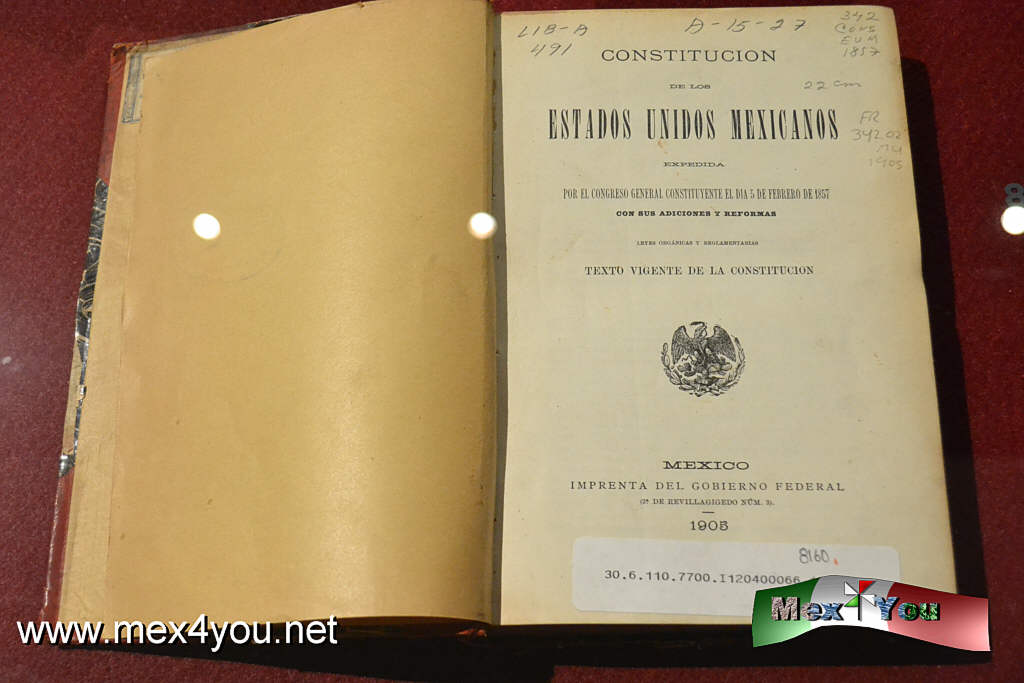 LIB-A
491
A-15-27
342
CONS
EUM
1857
22 cm
FR
342.02
1905
CONSTITUCION
DE LOS
ESTADOS UNIDOS MEXICANOS
EXPEDIDA
POR EL CONGRESO GENERAL CONSTITUYENTE EL DIA 5 DE FEBRERO DE 1857
CON SUS ADICIONES Y REFORMAS
LEYES ORGÁNICAS Y REGLAMENTARIAS
TEXTO VIGENTE DE LA CONSTITUCION
MEXICO
IMPRENTA DEL GOBIERNO FEDERAL
(2ª DE REVILLAGIGEDO NÚM. 3).
1905
8160.
30.6.110.7700.I120400066
www.mex4you.net
Mex4You